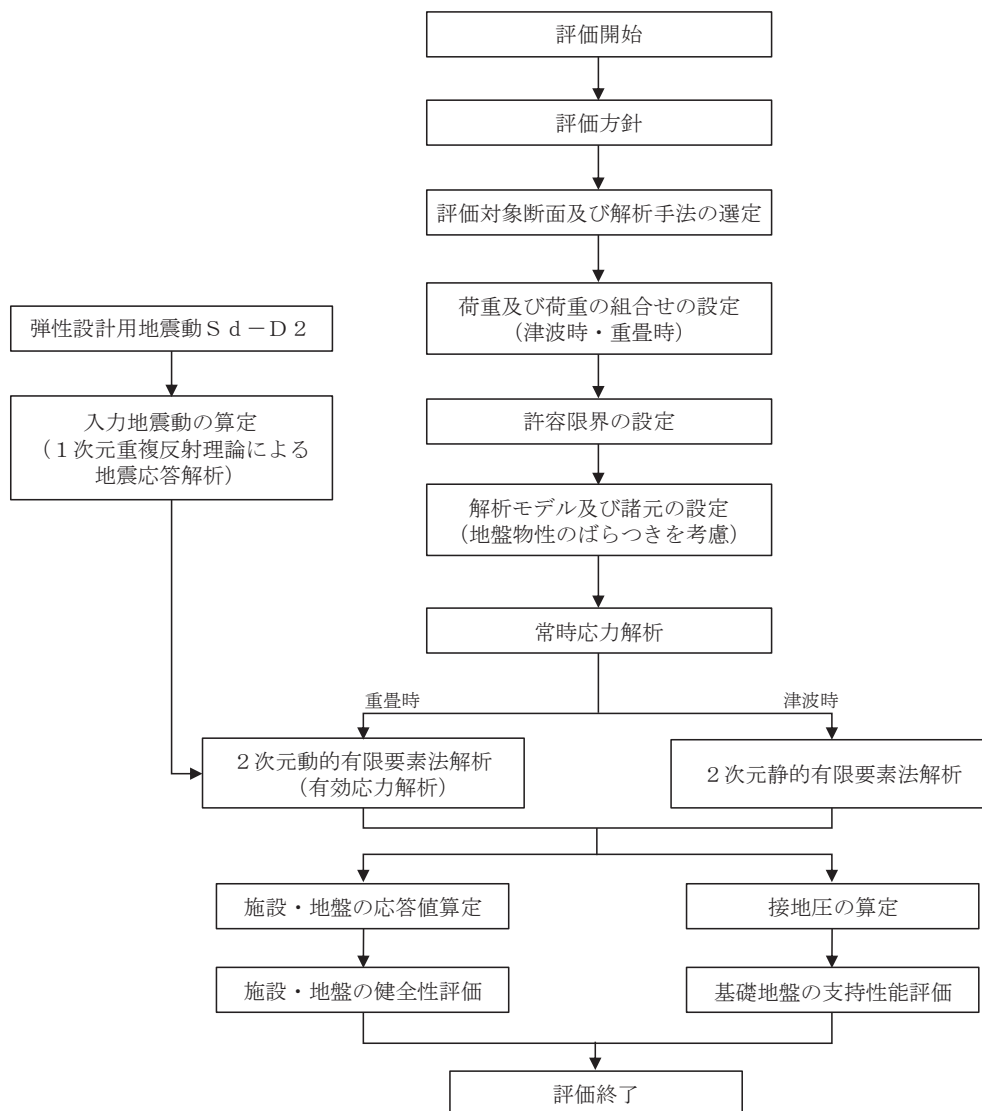 評価開始
評価方針
評価対象断面及び解析手法の選定
荷重及び荷重の組合せの設定
（津波時・重畳時）
弾性設計用地震動Ｓｄ－Ｄ２
入力地震動の算定
（１次元重複反射理論による
地震応答解析）
許容限界の設定
解析モデル及び諸元の設定
（地盤物性のばらつきを考慮）
常時応力解析
重畳時
津波時
２次元動的有限要素法解析
（有効応力解析）
２次元静的有限要素法解析
施設・地盤の応答値算定
接地圧の算定
施設・地盤の健全性評価
基礎地盤の支持性能評価
評価終了